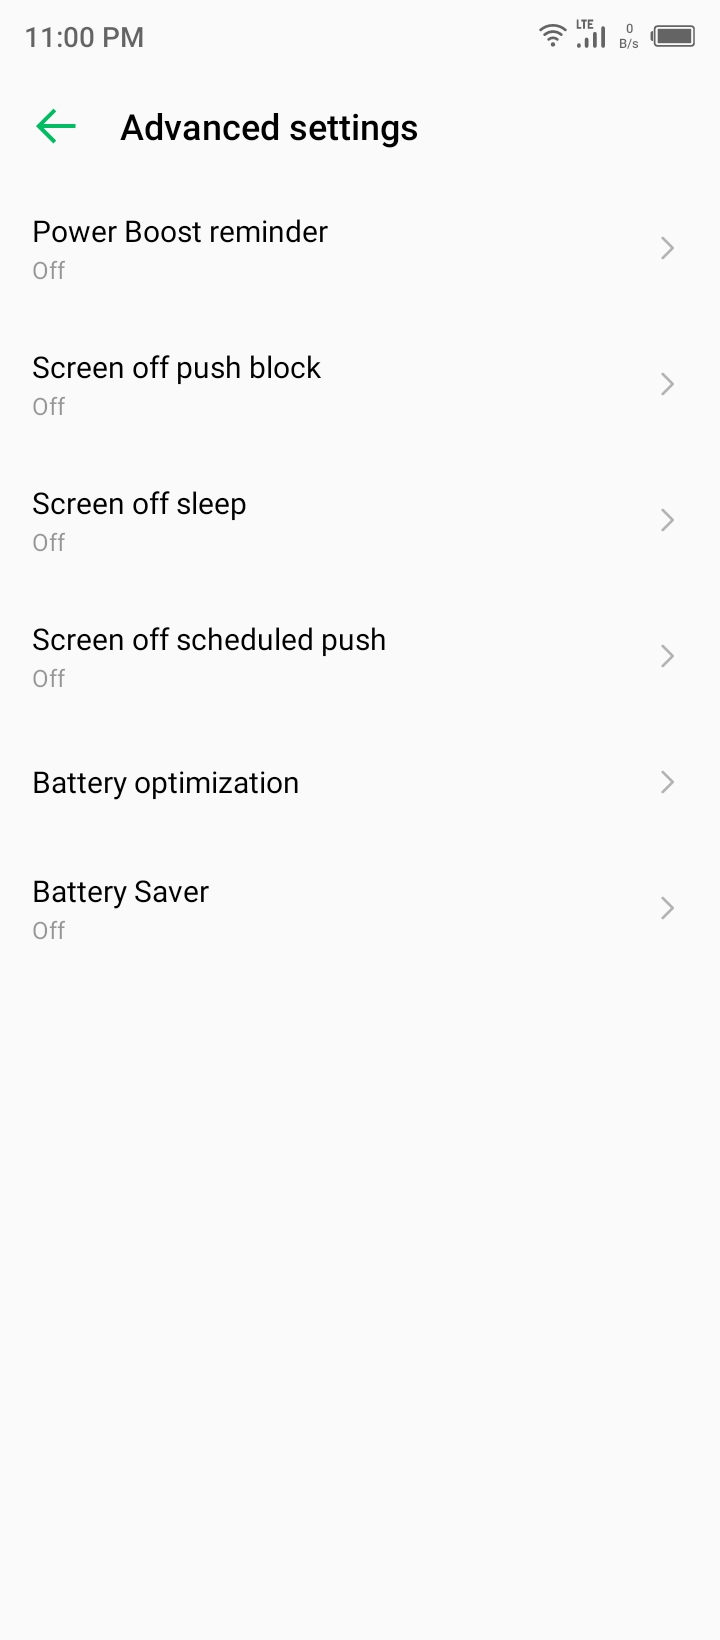 11:00 PM
LTE
0
B/s
Advanced settings
Power Boost reminder
Off
Screen off push block
Off
Screen off sleep
Off
Screen off scheduled push
Off
Battery optimization
Battery Saver
Off